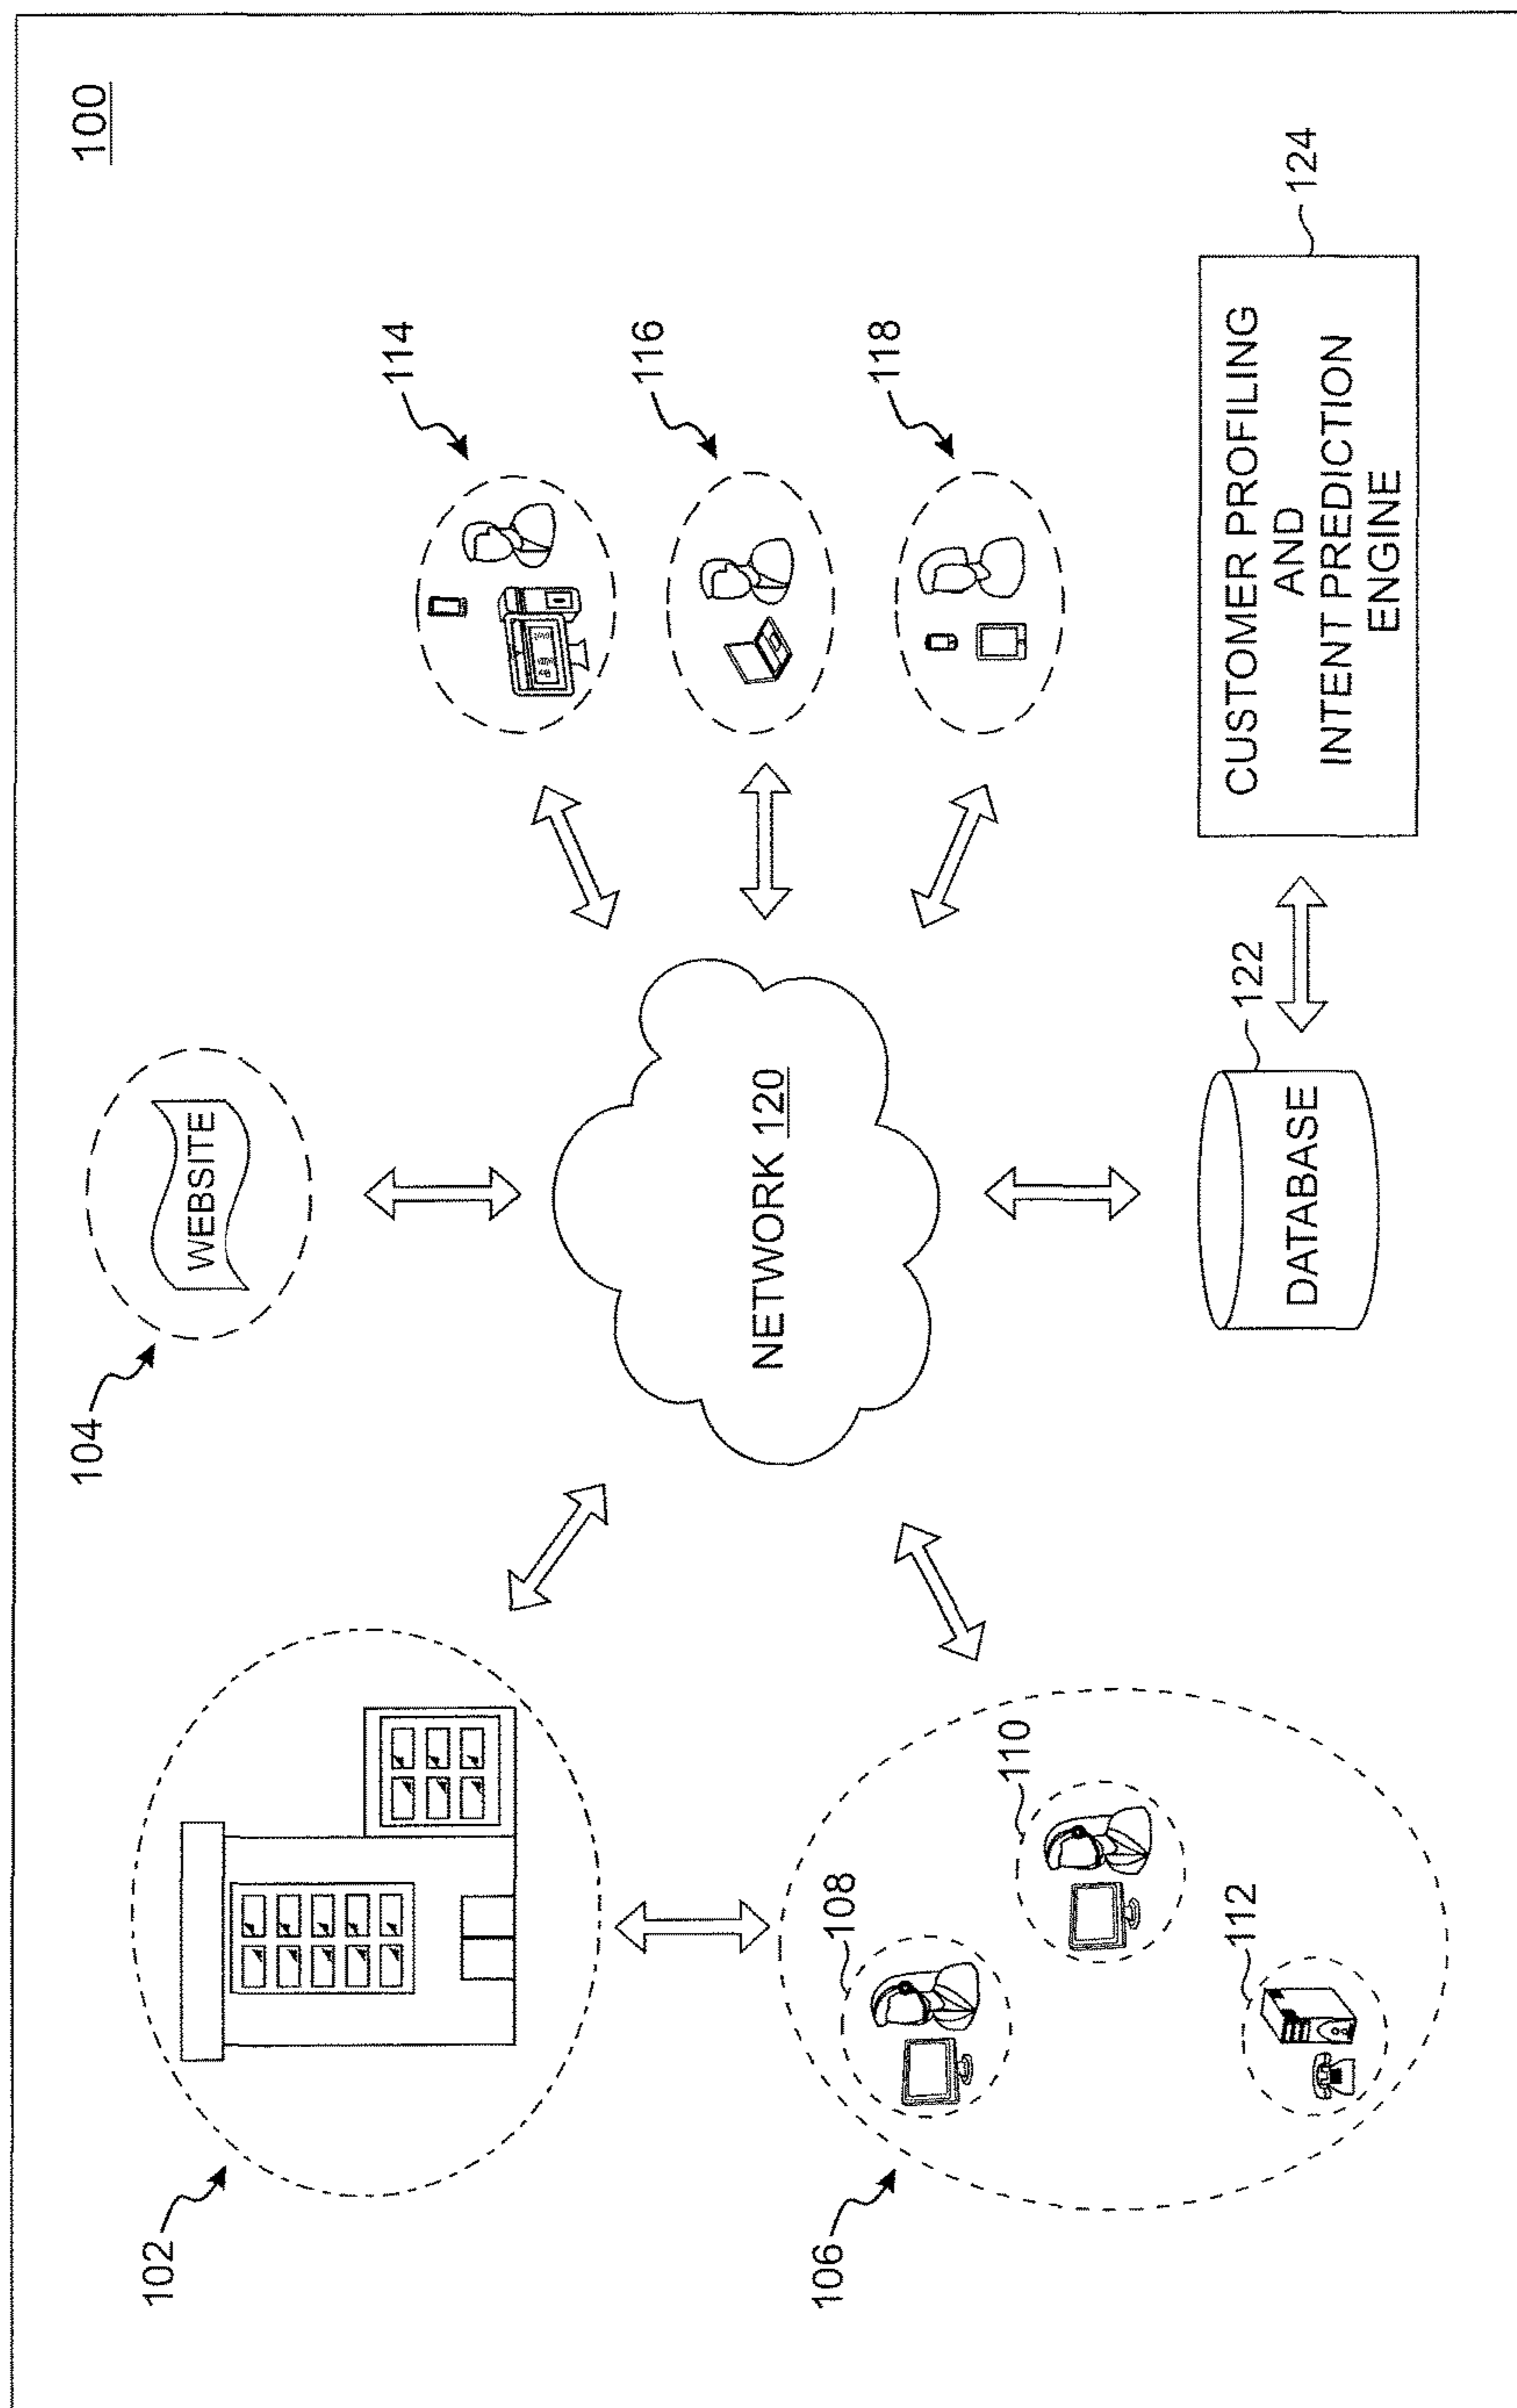 100
102
104
WEBSITE
114
116
118
NETWORK 120
106
108
110
112
122
DATABASE
124
CUSTOMER PROFILING
AND
INTENT PREDICTION
ENGINE